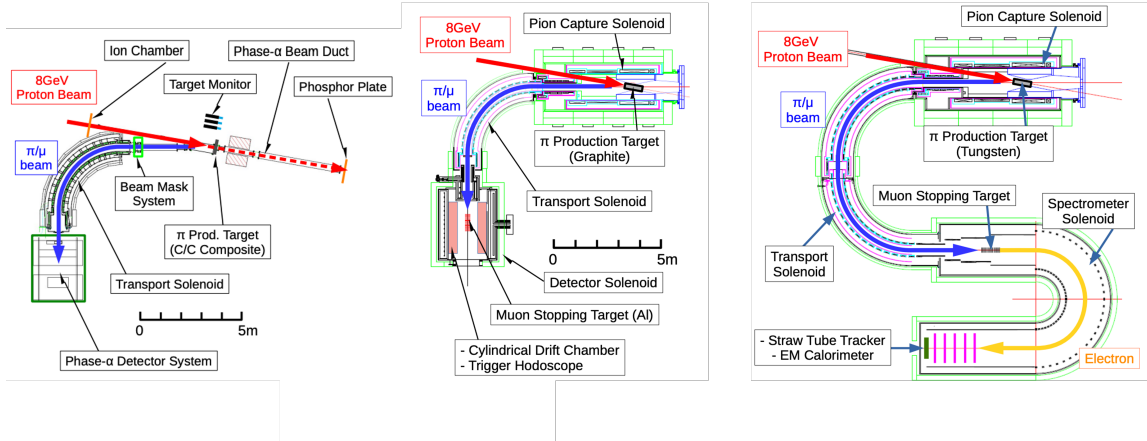 Ion Chamber
Phase-α Beam Duct
8GeV
Proton Beam
Target Monitor
Phosphor Plate
π/μ
beam
Beam Mask
System
π Prod. Target
(C/C Composite)
Transport Solenoid
0
5m
Phase-α Detector System
8GeV
Proton Beam
Pion Capture Solenoid
π/μ
beam
π Production Target
(Graphite)
Transport Solenoid
0
5m
Detector Solenoid
Muon Stopping Target (Al)
- Cylindrical Drift Chamber
- Trigger Hodoscope
Pion Capture Solenoid
8GeV
Proton Beam
π/μ
beam
π Production Target
(Tungsten)
Muon Stopping Target
Spectrometer
Solenoid
Transport
Solenoid
0
5m
- Straw Tube Tracker
- EM Calorimeter
Electron